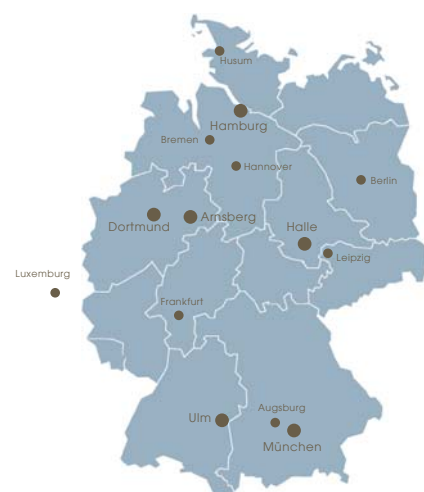 Husum
Hamburg
Bremen
Hannover
Berlin
Dortmund
Arnsberg
Halle
Leipzig
Luxemburg
Frankfurt
Augsburg
Ulm
München